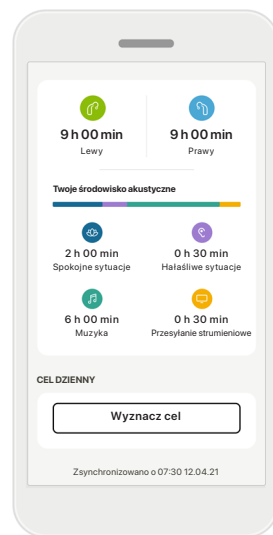 9 h 00 min 9 h 00 min
Lewy Prawy
Twoje środowisko akustyczne
2 h 00 min 0 h 30 min
Spokojne sytuacje Hałaśliwe sytuacje
6 h 00 min 0 h 30 min
Muzyka Przesyłanie strumieniowe
CEL DZIENNY
Wyznacz cel
Zsynchronizowano o 07:30 12.04.21